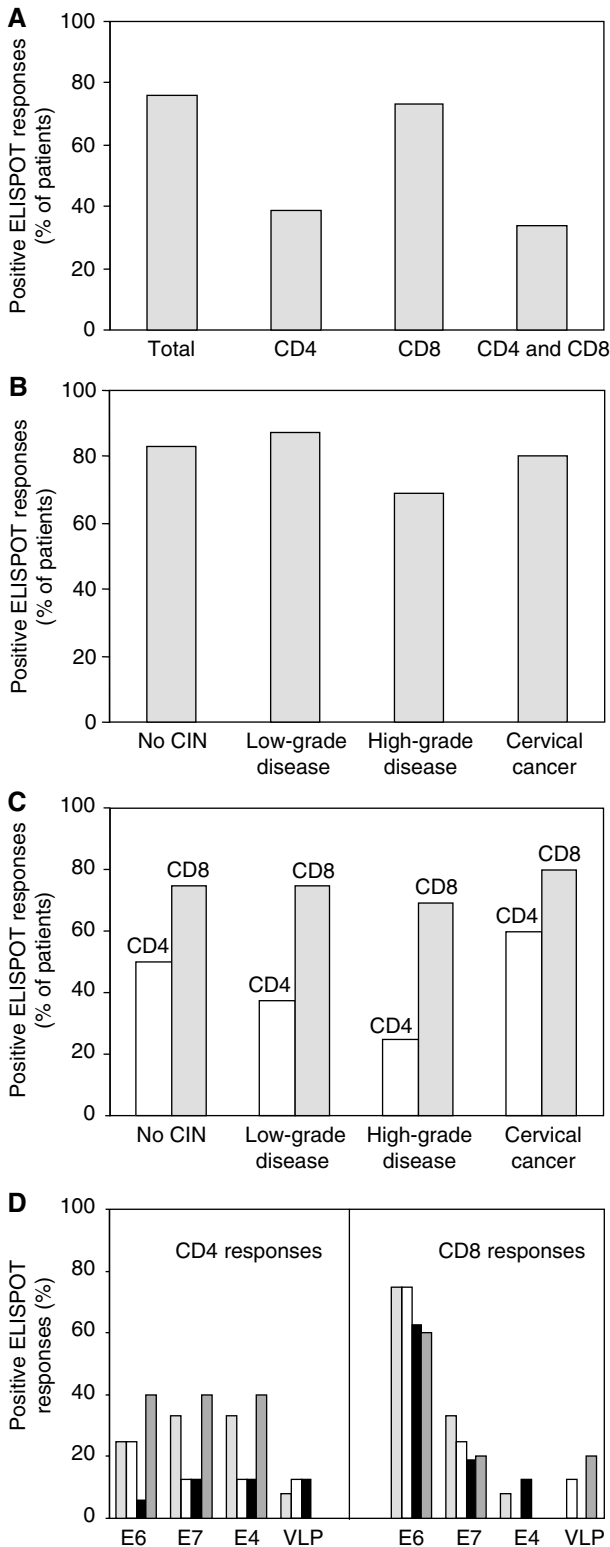 A
Positive ELISPOT responses
(% of patients)
100
80
60
40
20
0
Total CD4 CD8 CD4 and CD8
B
Positive ELISPOT responses
(% of patients)
100
80
60
40
20
0
No CIN Low-grade High-grade Cervical
disease disease cancer
C
Positive ELISPOT responses
(% of patients)
100
80
60
40
20
0
CD4 CD8 CD4 CD8 CD4 CD8 CD4 CD8
No CIN Low-grade High-grade Cervical
disease disease cancer
D
Positive ELISPOT
responses (%)
100
80
60
40
20
0
CD4 responses CD8 responses
E6 E7 E4 VLP E6 E7 E4 VLP